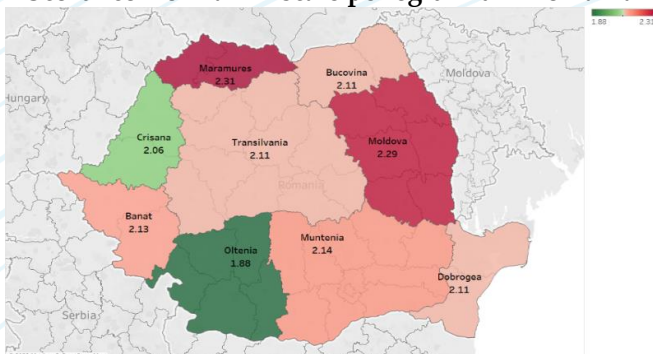 1.88 2.31
Maramures
2.31
Bucovina
2.11
Moldova
Hungary
Crisana
2.06
Transilvania
2.11
Moldova
2.29
Romania
Banat
2.13
Oltenia
1.88
Muntenia
2.14
Dobrogea
2.11
Serbia